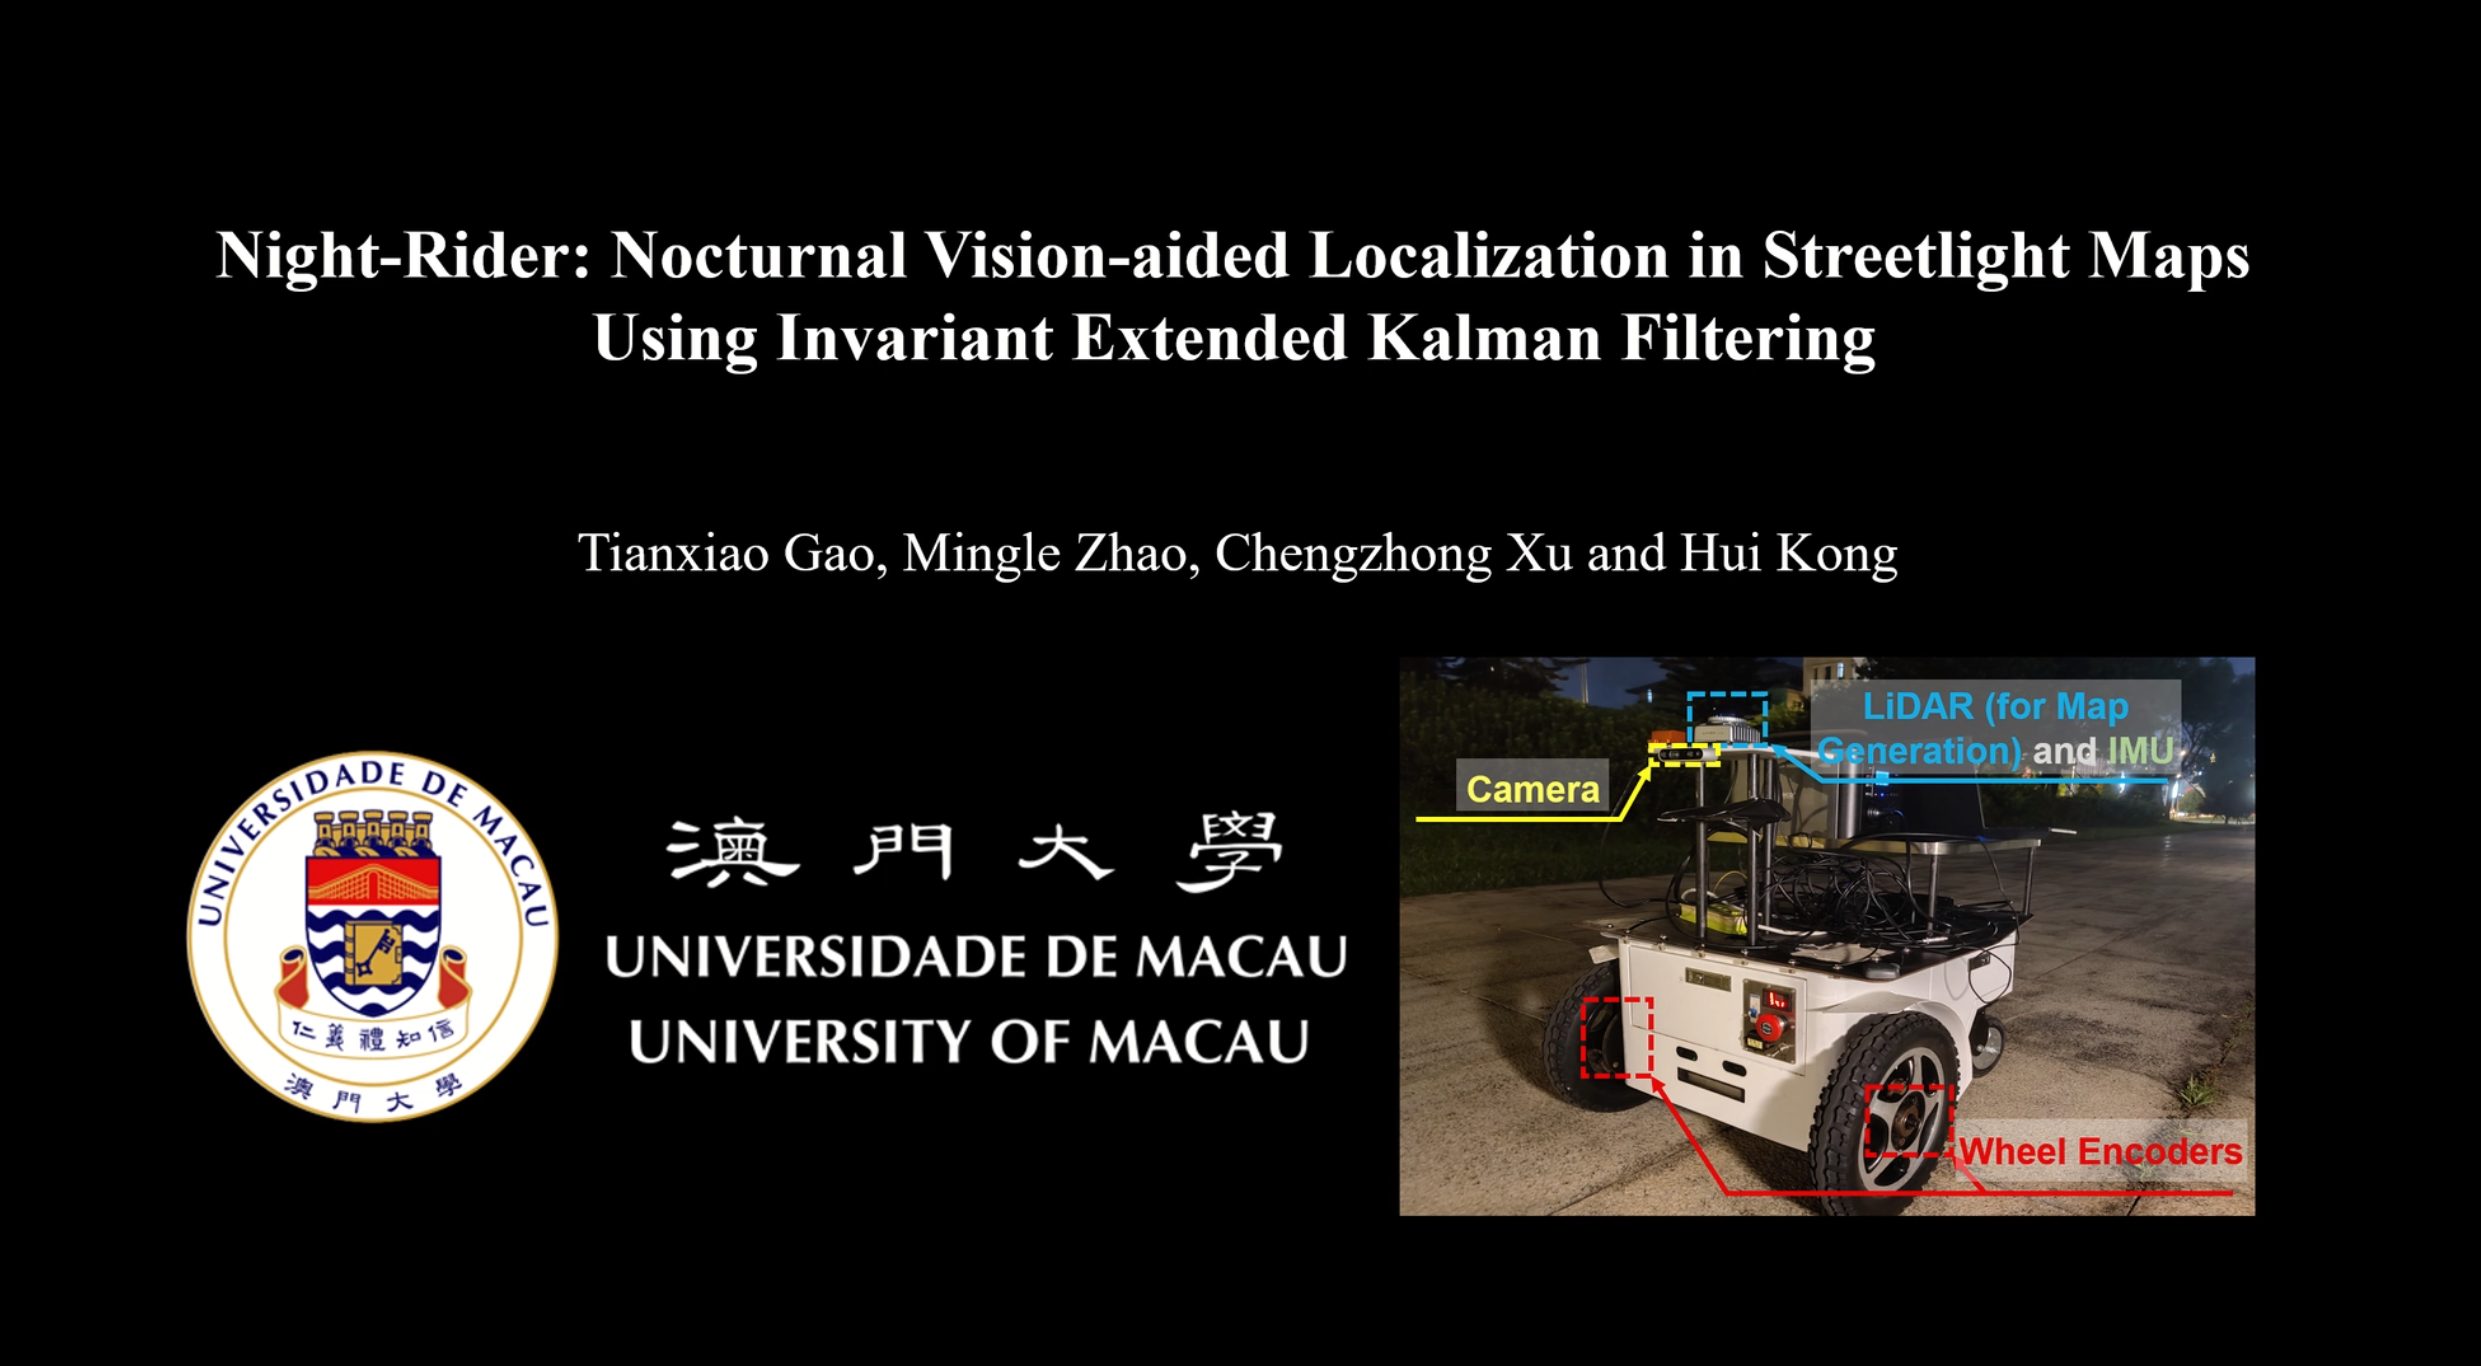 Night-Rider: Nocturnal Vision-aided Localization in Streetlight Maps
Using Invariant Extended Kalman Filtering
Tianxiao Gao, Mingle Zhao, Chengzhong Xu and Hui Kong
UNIVERSIDADE DE MACAU
仁義禮知信
澳門大學
澳門大學
UNIVERSIDADE DE MACAU
UNIVERSITY OF MACAU
LiDAR (for Map
Generation) and IMU
Camera
Wheel Encoders